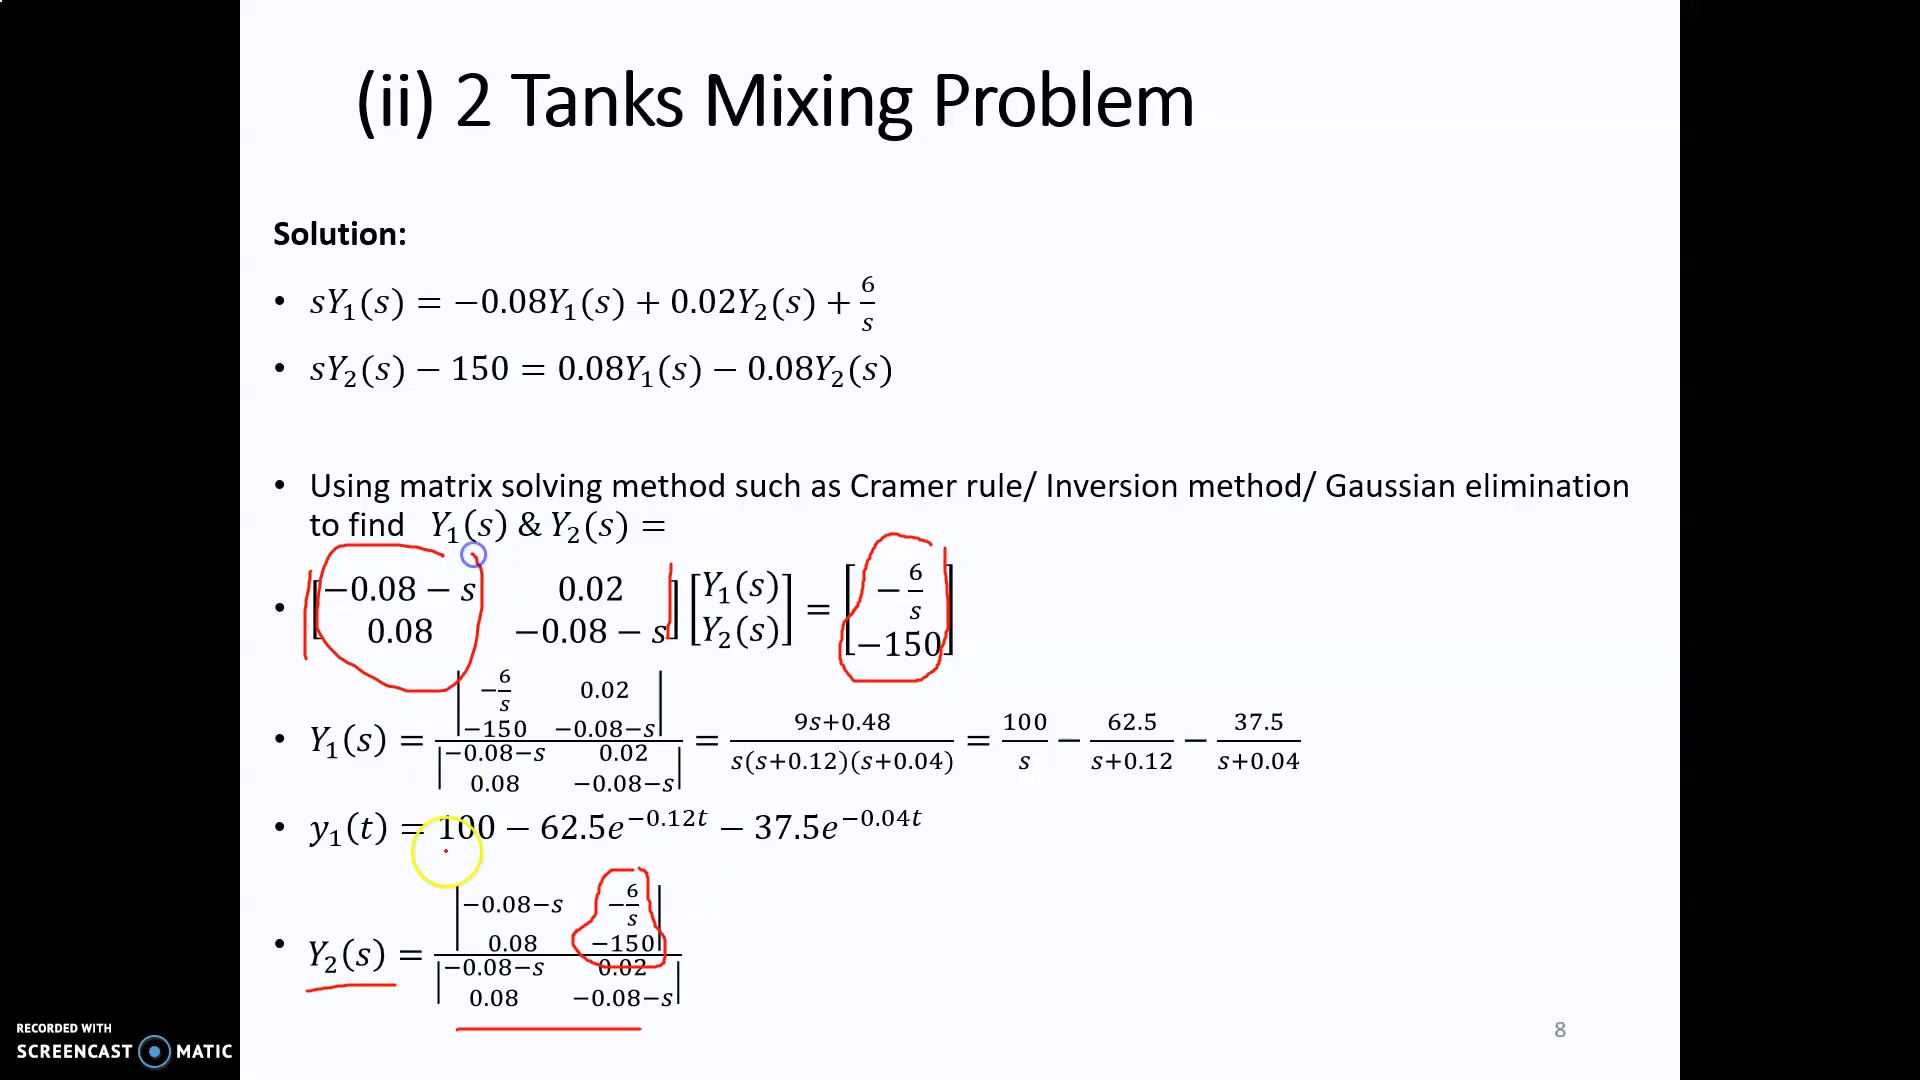 (ii) 2 Tanks Mixing Problem
Solution:
• sY₁(s) = −0.08Y₁(s) + 0.02Y₂(s) + 6/s
• sY₂(s) − 150 = 0.08Y₁(s) − 0.08Y₂(s)
• Using matrix solving method such as Cramer rule/ Inversion method/ Gaussian elimination
to find Y₁(s) & Y₂(s) =
• [−0.08 − s 0.02; 0.08 −0.08 − s] [Y₁(s); Y₂(s)] = [−6/s; −150]
• Y₁(s) = |−6/s 0.02; −150 −0.08−s| / |−0.08−s 0.02; 0.08 −0.08−s| = 9s+0.48 / s(s+0.12)(s+0.04) = 100/s − 62.5/s+0.12 − 37.5/s+0.04
• y₁(t) = 100 − 62.5e^−0.12t − 37.5e^−0.04t
• Y₂(s) = |−0.08−s −6/s; 0.08 −150| / |−0.08−s 0.02; 0.08 −0.08−s|
8
RECORDED WITH
SCREENCAST MATIC